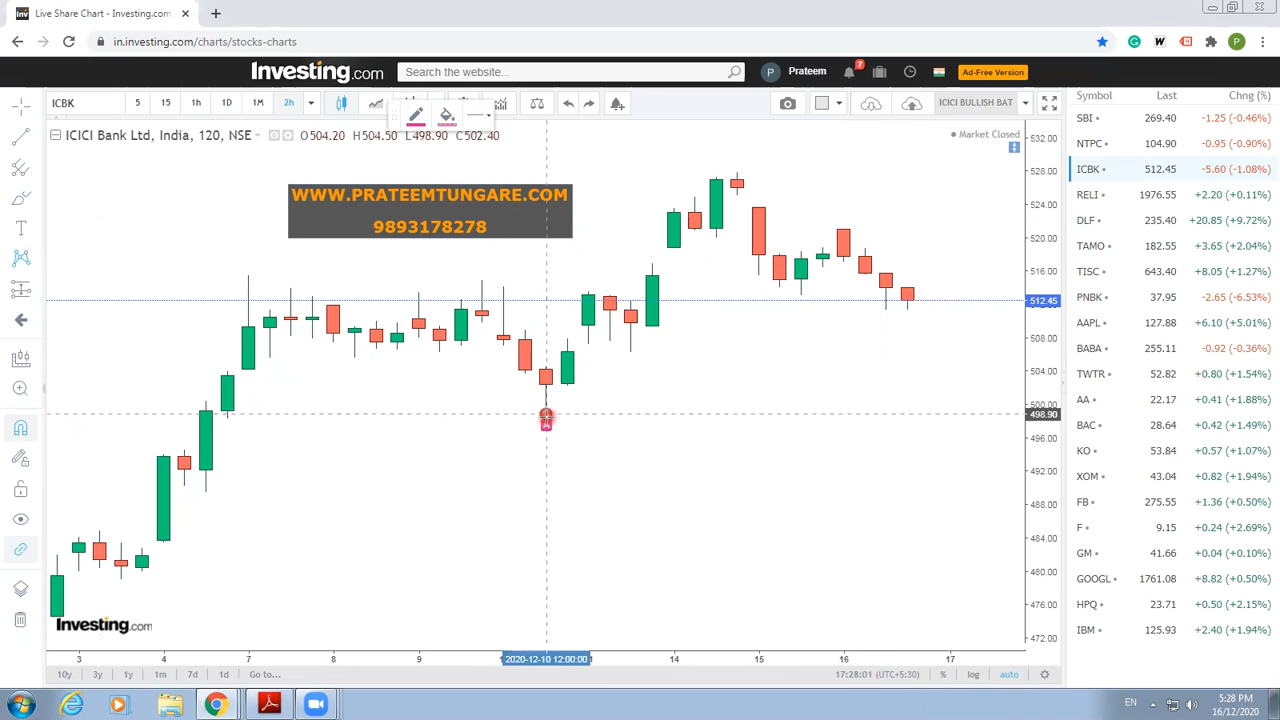 Live Share Chart - Investing.com
in.investing.com/charts/stocks-charts
Investing.com
Search the website...
P Prateem
7
Ad-Free Version
ICBK 5 15 1h 1D 1M 2h
ICICI BULLISH BAT
ICICI Bank Ltd, India, 120, NSE
O504.20 H504.50 L498.90 C502.40
Market Closed
WWW.PRATEEMTUNGARE.COM
9893178278
532.00
528.00
524.00
520.00
516.00
512.45
508.00
504.00
500.00
498.90
496.00
492.00
488.00
484.00
480.00
476.00
472.00
Investing.com
3 4 7 8 9 2020-12-10 12:00:00 14 15 16 17
10y 3y 1y 1m 7d 1d Go to...
17:28:01 (UTC+5:30) % log auto
Symbol Last Chng (%)
SBI 269.40 -1.25 (-0.46%)
NTPC 104.90 -0.95 (-0.90%)
ICBK 512.45 -5.60 (-1.08%)
RELI 1976.55 +2.20 (+0.11%)
DLF 235.40 +20.85 (+9.72%)
TAMO 182.55 +3.65 (+2.04%)
TISC 643.40 +8.05 (+1.27%)
PNBK 37.95 -2.65 (-6.53%)
AAPL 127.88 +6.10 (+5.01%)
BABA 255.11 -0.92 (-0.36%)
TWTR 52.82 +0.80 (+1.54%)
AA 22.17 +0.41 (+1.88%)
BAC 28.64 +0.42 (+1.49%)
KO 53.84 +0.57 (+1.07%)
XOM 43.04 +0.82 (+1.94%)
FB 275.55 +1.36 (+0.50%)
F 9.15 +0.24 (+2.69%)
GM 41.66 +0.04 (+0.10%)
GOOGL 1761.08 +8.82 (+0.50%)
HPQ 23.71 +0.50 (+2.15%)
IBM 125.93 +2.40 (+1.94%)
EN
5:28 PM
16/12/2020